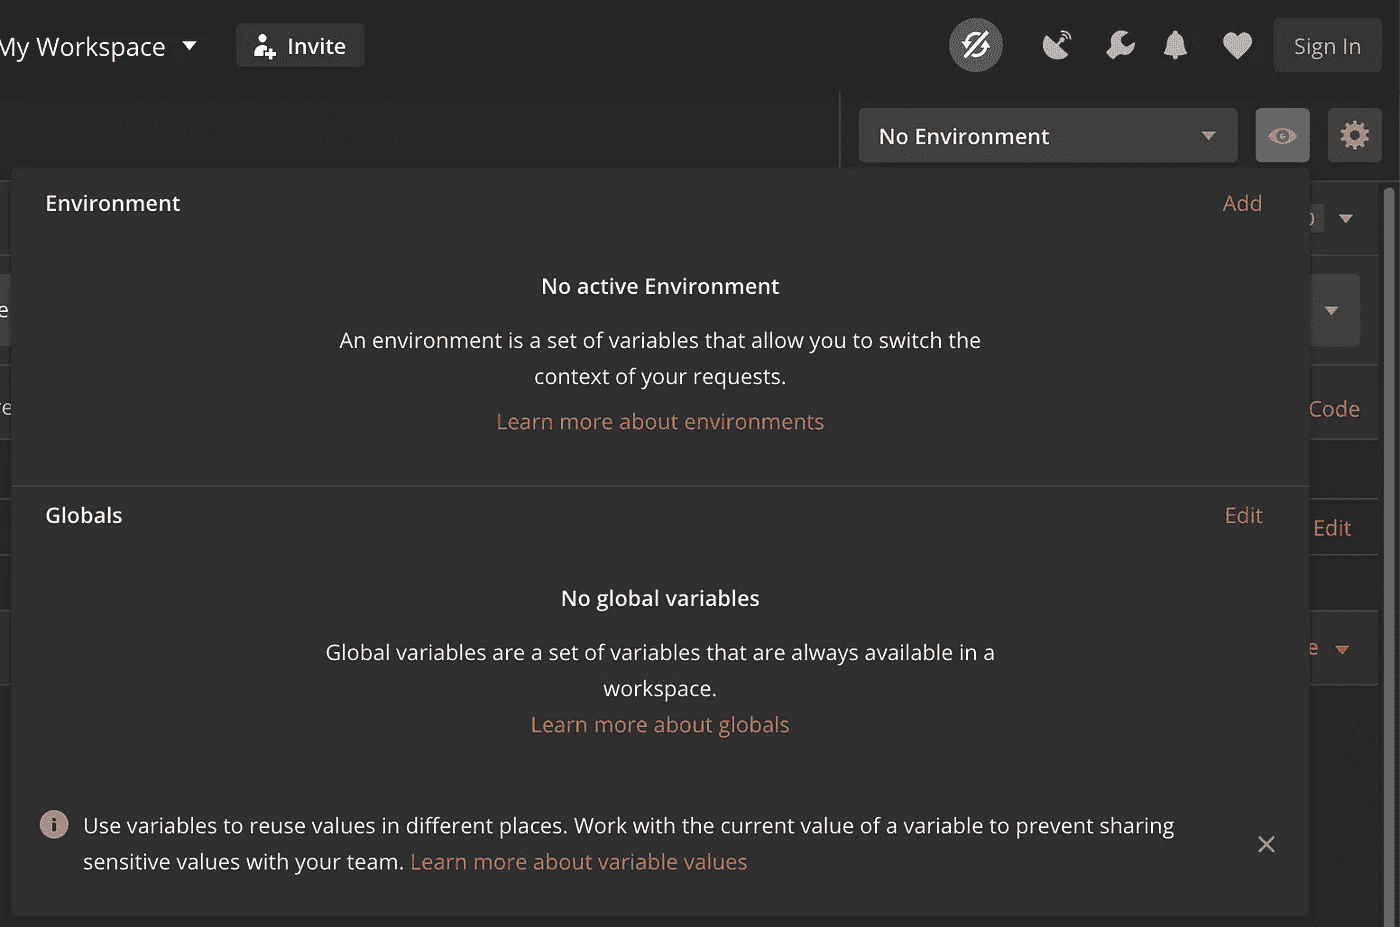 My Workspace
Invite
Sign In
No Environment
Environment
Add
No active Environment
An environment is a set of variables that allow you to switch the
context of your requests.
Learn more about environments
Code
Globals
Edit
Edit
No global variables
Global variables are a set of variables that are always available in a
workspace.
Learn more about globals
Use variables to reuse values in different places. Work with the current value of a variable to prevent sharing
sensitive values with your team. Learn more about variable values